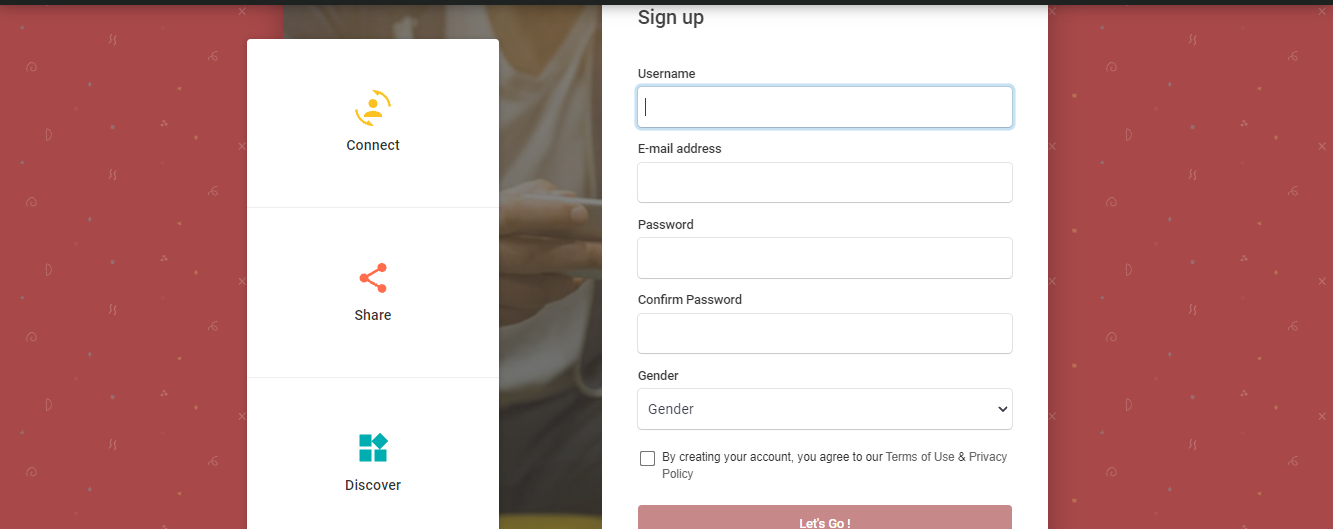 Sign up
Connect
Share
Discover
Username
E-mail address
Password
Confirm Password
Gender
Gender
By creating your account, you agree to our Terms of Use & Privacy
Policy
Let's Go !